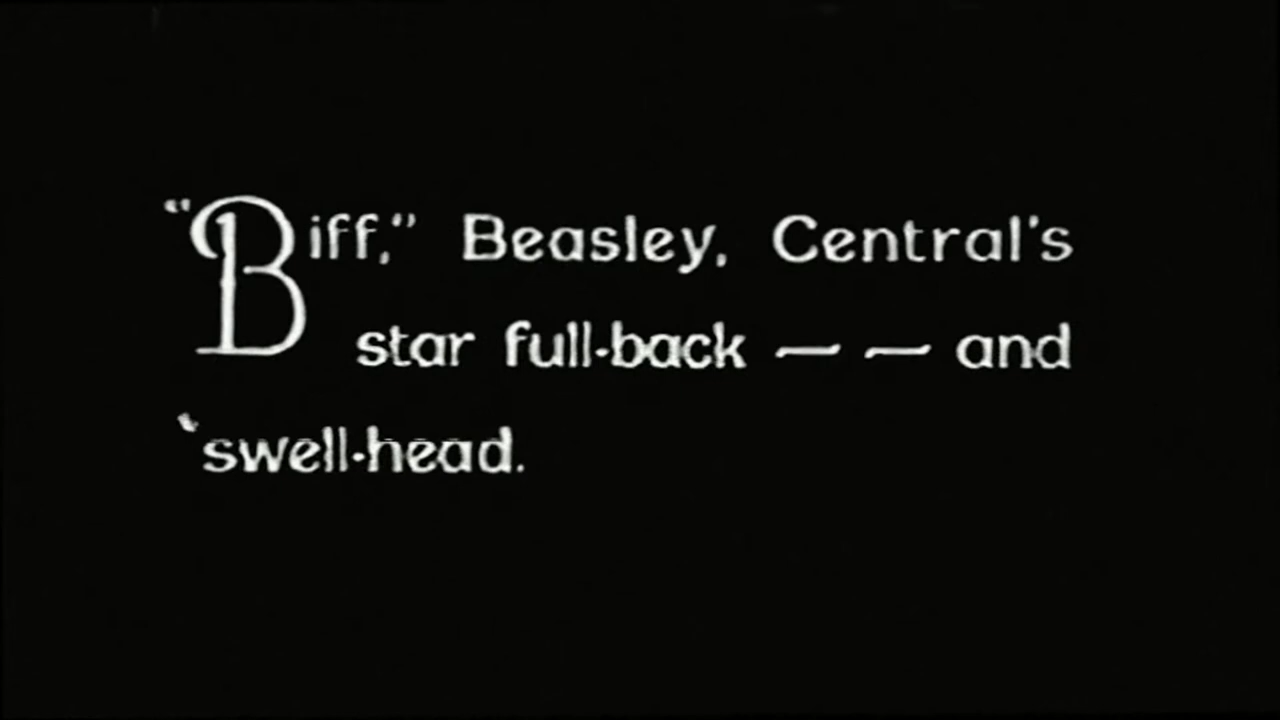 “Biff,” Beasley, Central's
star full-back — — and
‘swell-head.